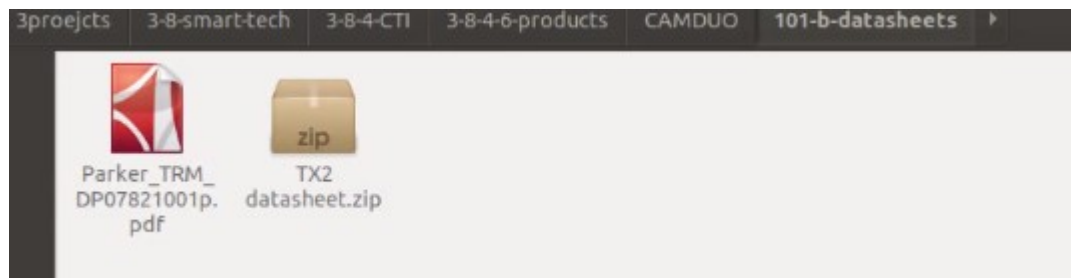 3proejcts 3-8-smart-tech 3-8-4-CTI 3-8-4-6-products CAMDUO 101-b-datasheets
zip
Parker_TRM_
DP07821001p.
pdf
TX2
datasheet.zip